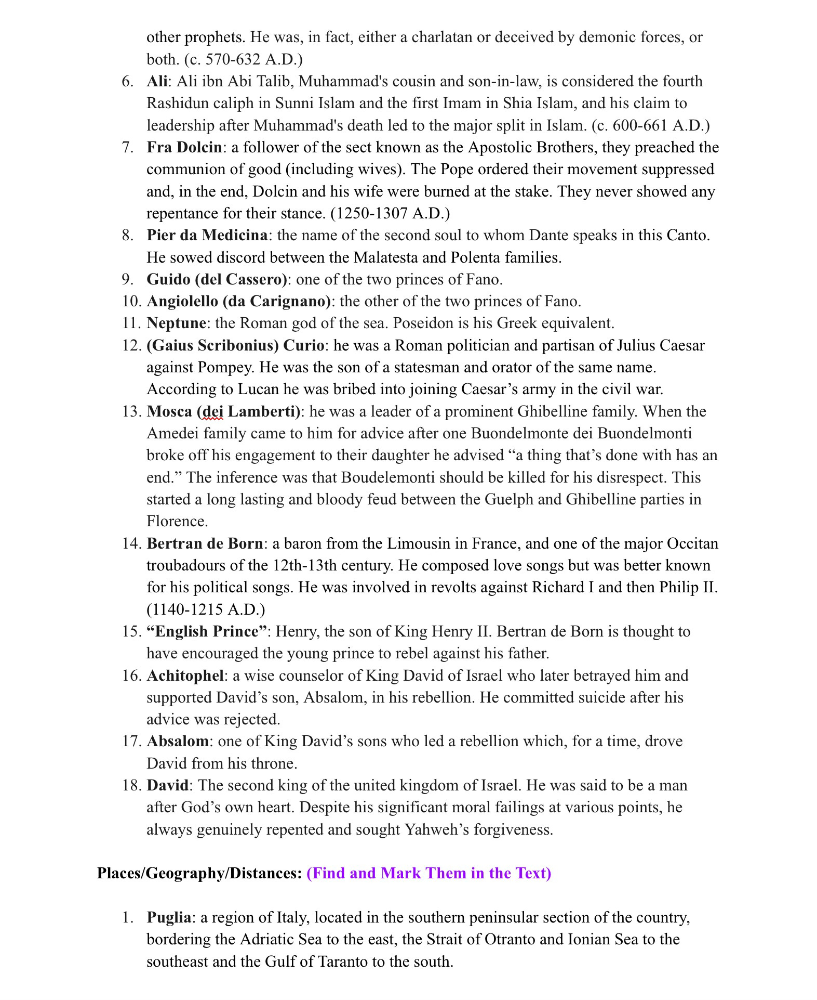 other prophets. He was, in fact, either a charlatan or deceived by demonic forces, or
both. (c. 570-632 A.D.)
6. Ali: Ali ibn Abi Talib, Muhammad's cousin and son-in-law, is considered the fourth
Rashidun caliph in Sunni Islam and the first Imam in Shia Islam, and his claim to
leadership after Muhammad's death led to the major split in Islam. (c. 600-661 A.D.)
7. Fra Dolcin: a follower of the sect known as the Apostolic Brothers, they preached the
communion of good (including wives). The Pope ordered their movement suppressed
and, in the end, Dolcin and his wife were burned at the stake. They never showed any
repentance for their stance. (1250-1307 A.D.)
8. Pier da Medicina: the name of the second soul to whom Dante speaks in this Canto.
He sowed discord between the Malatesta and Polenta families.
9. Guido (del Cassero): one of the two princes of Fano.
10. Angiolello (da Carignano): the other of the two princes of Fano.
11. Neptune: the Roman god of the sea. Poseidon is his Greek equivalent.
12. (Gaius Scribonius) Curio: he was a Roman politician and partisan of Julius Caesar
against Pompey. He was the son of a statesman and orator of the same name.
According to Lucan he was bribed into joining Caesar’s army in the civil war.
13. Mosca (dei Lamberti): he was a leader of a prominent Ghibelline family. When the
Amedei family came to him for advice after one Buondelmonte dei Buondelmonti
broke off his engagement to their daughter he advised “a thing that’s done with has an
end.” The inference was that Boudelemonti should be killed for his disrespect. This
started a long lasting and bloody feud between the Guelph and Ghibelline parties in
Florence.
14. Bertran de Born: a baron from the Limousin in France, and one of the major Occitan
troubadours of the 12th-13th century. He composed love songs but was better known
for his political songs. He was involved in revolts against Richard I and then Philip II.
(1140-1215 A.D.)
15. “English Prince”: Henry, the son of King Henry II. Bertran de Born is thought to
have encouraged the young prince to rebel against his father.
16. Achitophel: a wise counselor of King David of Israel who later betrayed him and
supported David’s son, Absalom, in his rebellion. He committed suicide after his
advice was rejected.
17. Absalom: one of King David’s sons who led a rebellion which, for a time, drove
David from his throne.
18. David: The second king of the united kingdom of Israel. He was said to be a man
after God’s own heart. Despite his significant moral failings at various points, he
always genuinely repented and sought Yahweh’s forgiveness.
Places/Geography/Distances: (Find and Mark Them in the Text)
1. Puglia: a region of Italy, located in the southern peninsular section of the country,
bordering the Adriatic Sea to the east, the Strait of Otranto and Ionian Sea to the
southeast and the Gulf of Taranto to the south.